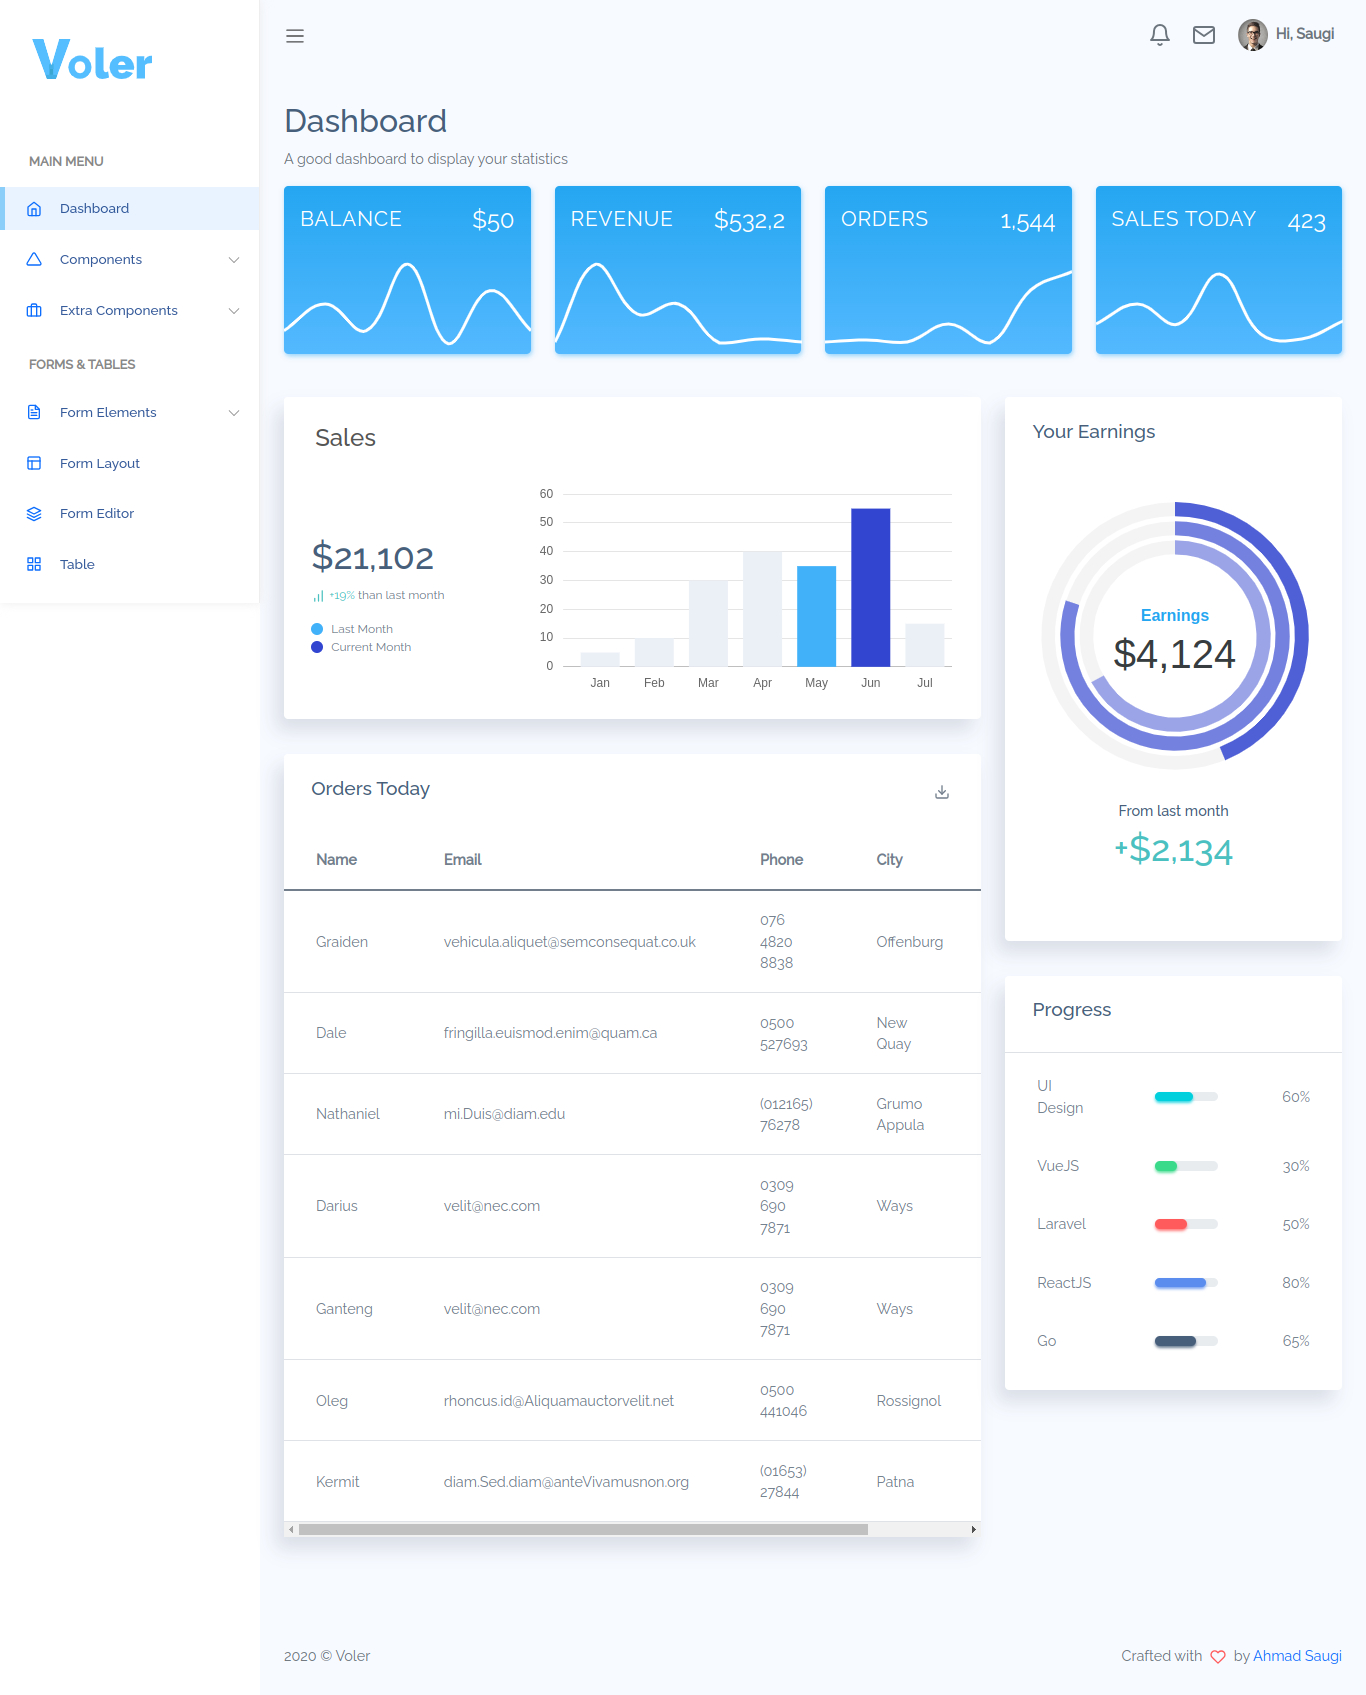 Voler
Hi, Saugi
MAIN MENU
Dashboard
Components
Extra Components
FORMS & TABLES
Form Elements
Form Layout
Form Editor
Table
Dashboard
A good dashboard to display your statistics
BALANCE $50
REVENUE $532,2
ORDERS 1,544
SALES TODAY 423
Sales
$21,102
+19% than last month
Last Month
Current Month
60
50
40
30
20
10
0
Jan Feb Mar Apr May Jun Jul
Your Earnings
Earnings
$4,124
From last month
+$2,134
Orders Today
Name Email Phone City
Graiden vehicula.aliquet@semconsequat.co.uk 076 4820 8838 Offenburg
Dale fringilla.euismod.enim@quam.ca 0500 527693 New Quay
Nathaniel mi.Duis@diam.edu (012165) 76278 Grumo Appula
Darius velit@nec.com 0309 690 7871 Ways
Ganteng velit@nec.com 0309 690 7871 Ways
Oleg rhoncus.id@Aliquamauctorvelit.net 0500 441046 Rossignol
Kermit diam.Sed.diam@anteVivamusnon.org (01653) 27844 Patna
Progress
UI Design 60%
VueJS 30%
Laravel 50%
ReactJS 80%
Go 65%
2020 © Voler
Crafted with by Ahmad Saugi